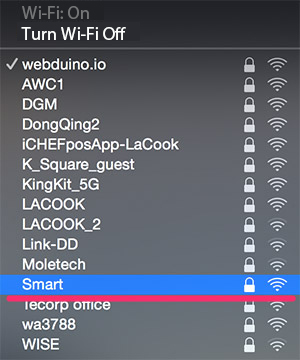 Wi-Fi: On
Turn Wi-Fi Off
✓ webduino.io
AWC1
DGM
DongQing2
iCHEFposApp-LaCook
K_Square_guest
KingKit_5G
LACOOK
LACOOK_2
Link-DD
Moletech
Smart
Tecorp office
wa3788
WISE